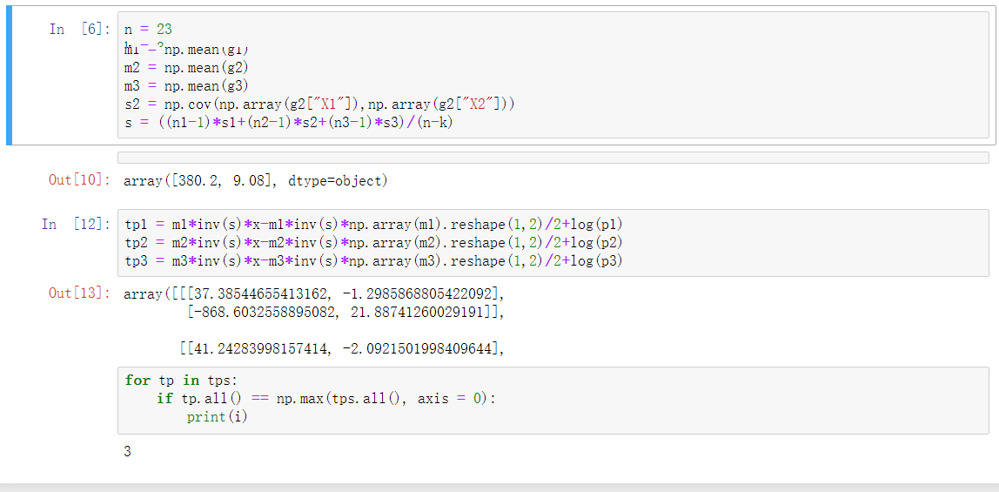 In [6]: n = 23
np.mean(g1)
m2 = np.mean(g2)
m3 = np.mean(g3)
s2 = np.cov(np.array(g2["X1"]),np.array(g2["X2"]))
s = ((n1-1)*s1+(n2-1)*s2+(n3-1)*s3)/(n-k)
Out[10]: array([380.2, 9.08], dtype=object)
In [12]: tp1 = m1*inv(s)*x-m1*inv(s)*np.array(m1).reshape(1,2)/2+log(p1)
tp2 = m2*inv(s)*x-m2*inv(s)*np.array(m2).reshape(1,2)/2+log(p2)
tp3 = m3*inv(s)*x-m3*inv(s)*np.array(m3).reshape(1,2)/2+log(p3)
Out[13]: array([[[37.38544655413162, -1.2985868805422092],
[-868.6032558895082, 21.88741260029191]],
[[41.24283998157414, -2.0921501998409644],
for tp in tps:
if tp.all() == np.max(tps.all(), axis = 0):
print(i)
3